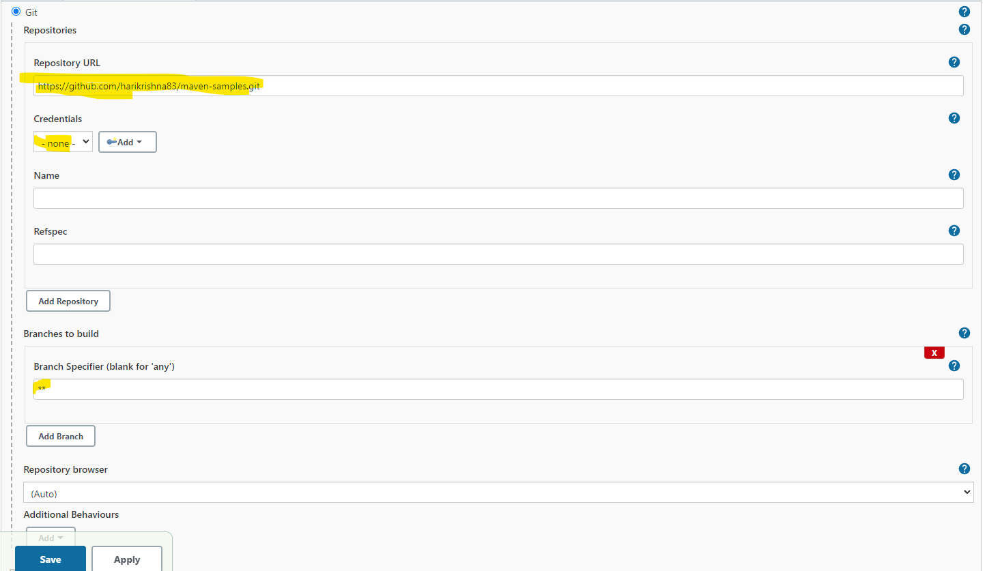 Git
Repositories
Repository URL
https://github.com/harikrishna83/maven-samples.git
Credentials
- none - Add
Name
Refspec
Add Repository
Branches to build
X
Branch Specifier (blank for 'any')
**
Add Branch
Repository browser
(Auto)
Additional Behaviours
Add
Save Apply